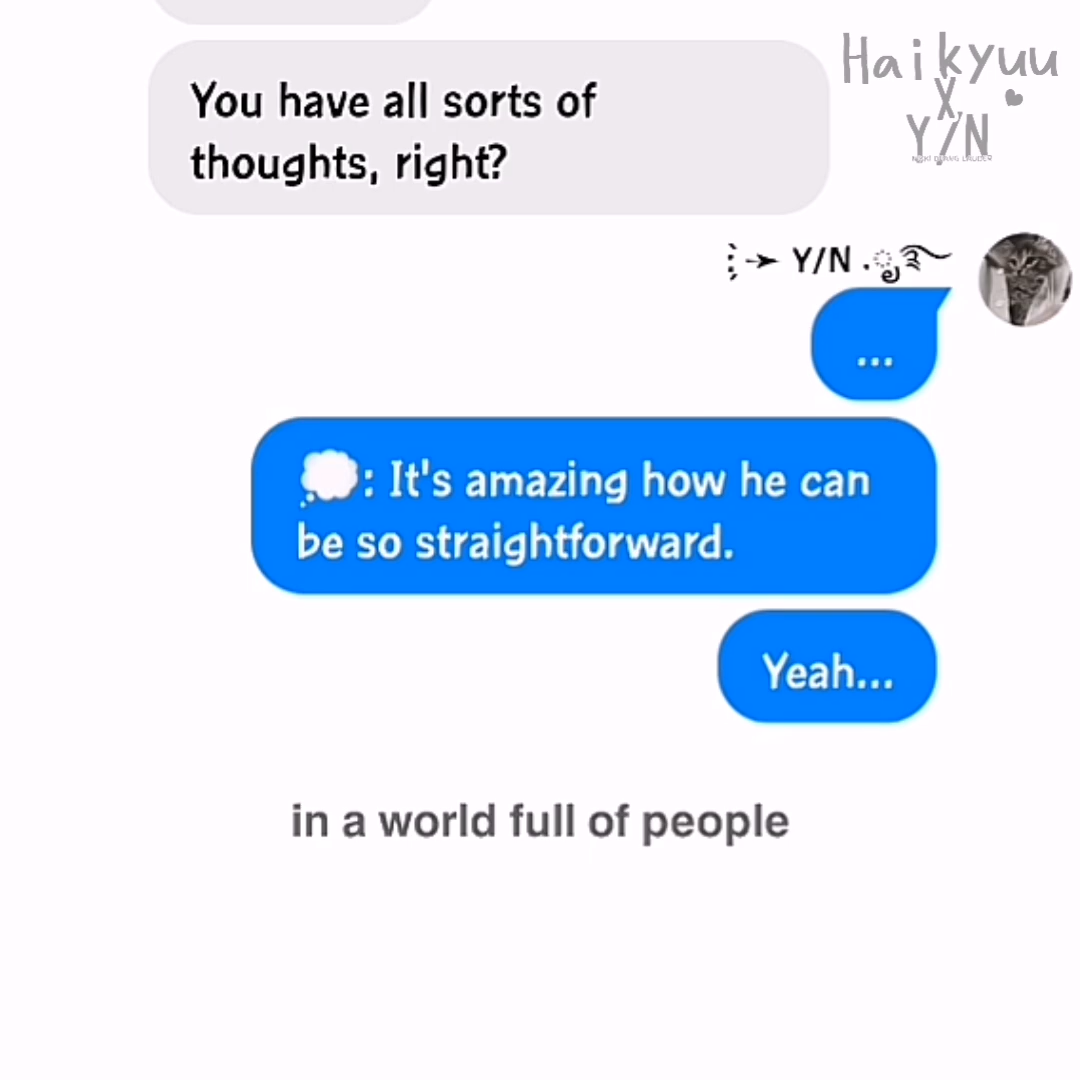 Haikyuu
X
Y/N
You have all sorts of
thoughts, right?
Y/N
...
💭: It's amazing how he can
be so straightforward.
Yeah...
in a world full of people